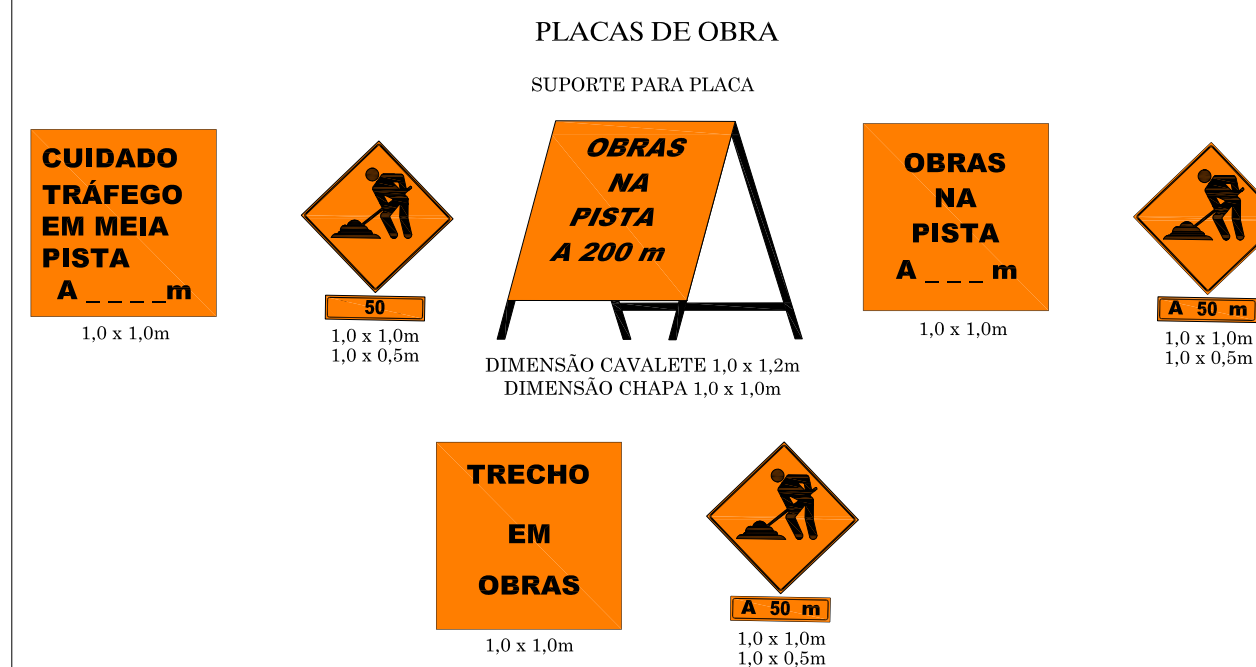 PLACAS DE OBRA
SUPORTE PARA PLACA
CUIDADO
TRÁFEGO
EM MEIA
PISTA
A _ _ _ _m
1,0 x 1,0m
50
1,0 x 1,0m
1,0 x 0,5m
OBRAS
NA
PISTA
A 200 m
DIMENSÃO CAVALETE 1,0 x 1,2m
DIMENSÃO CHAPA 1,0 x 1,0m
OBRAS
NA
PISTA
A _ _ _ m
1,0 x 1,0m
A 50 m
1,0 x 1,0m
1,0 x 0,5m
TRECHO
EM
OBRAS
1,0 x 1,0m
A 50 m
1,0 x 1,0m
1,0 x 0,5m